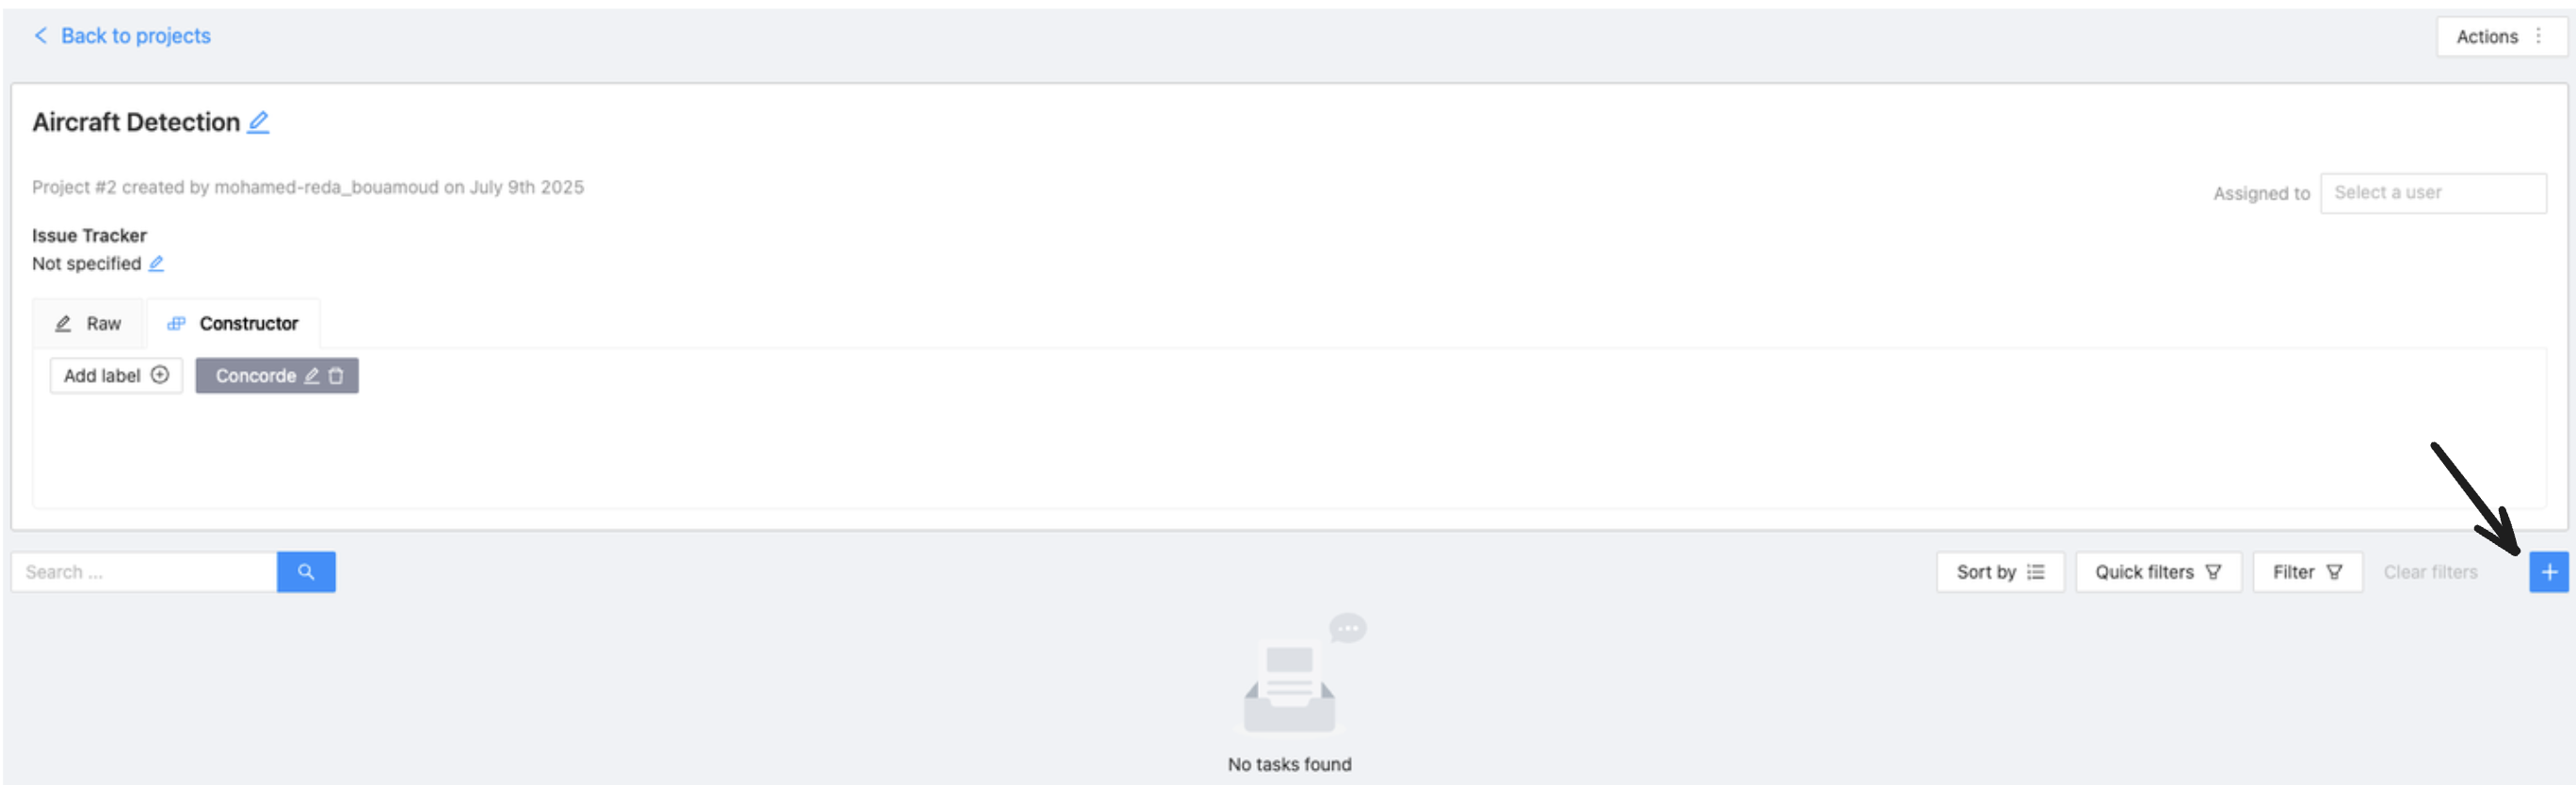 Back to projects
Actions
Aircraft Detection
Project #2 created by mohamed-reda_bouamoud on July 9th 2025
Assigned to Select a user
Issue Tracker
Not specified
Raw Constructor
Add label Concorde
Search ... Sort by Quick filters Filter Clear filters
No tasks found